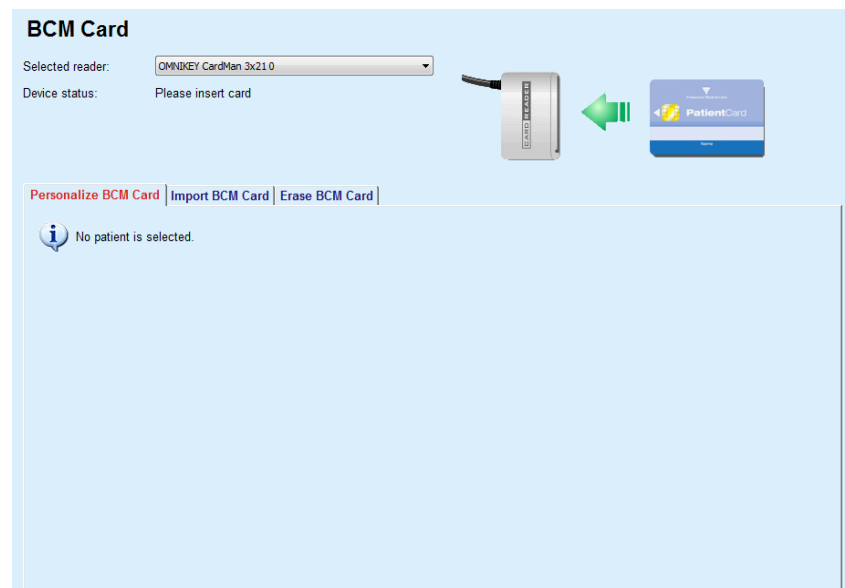 BCM Card
Selected reader: OMNIKEY CardMan 3x21 0
Device status: Please insert card
CARD READER
PatientCard
Name
Personalize BCM Card Import BCM Card Erase BCM Card
No patient is selected.